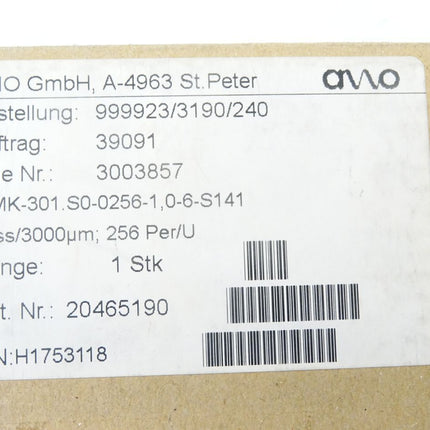 IO GmbH, A-4963 St.Peter
amo
stellung: 999923/3190/240
ftrag: 39091
e Nr.: 3003857
MK-301.S0-0256-1,0-6-S141
ss/3000µm; 256 Per/U
nge: 1 Stk
t. Nr.: 20465190
N:H1753118